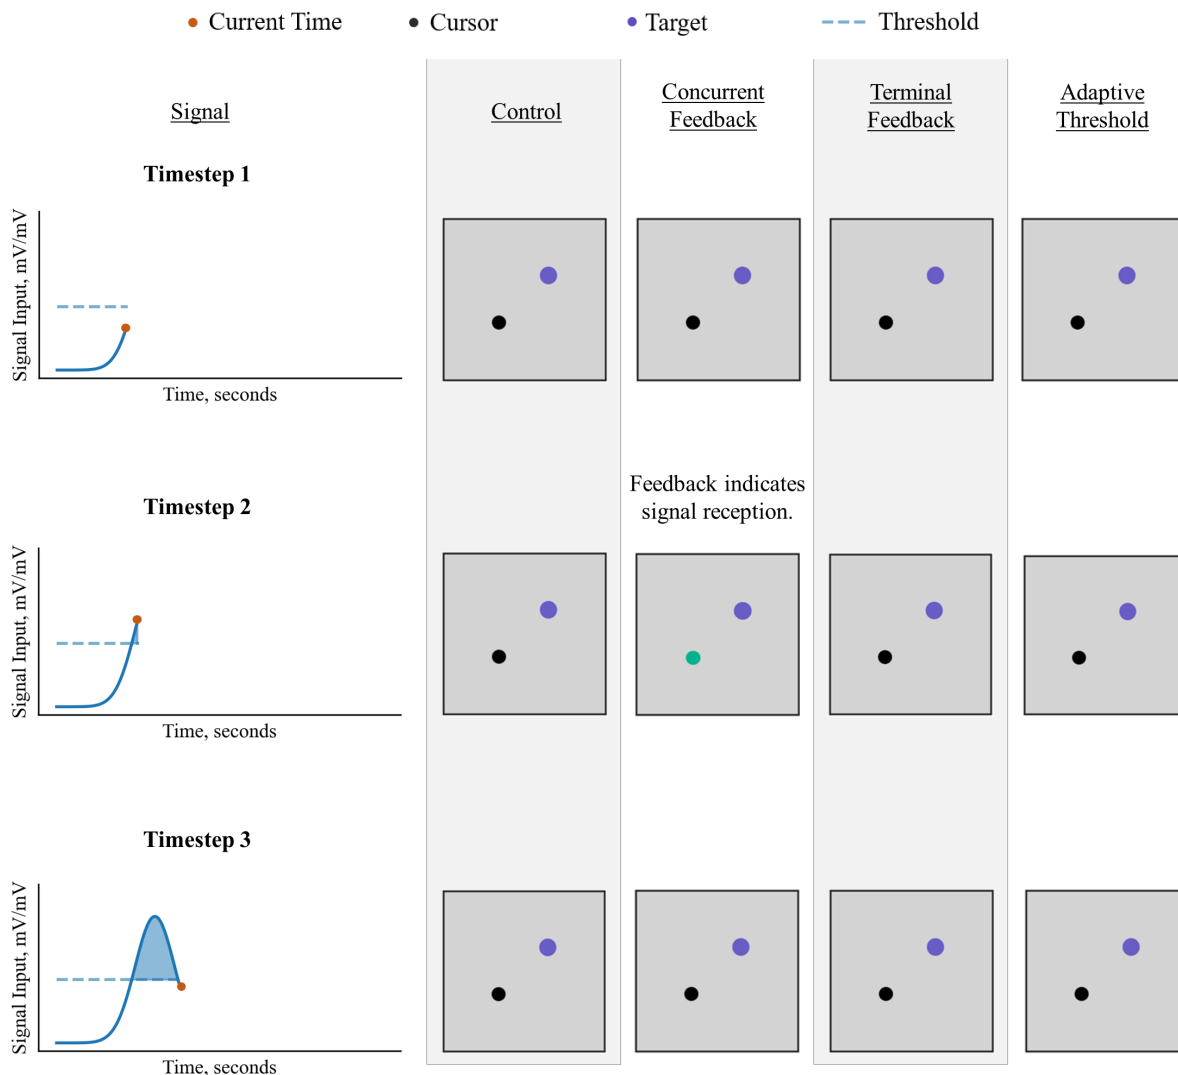 Current Time
Cursor
Target
Threshold
Signal
Control
Concurrent
Feedback
Terminal
Feedback
Adaptive
Threshold
Timestep 1
Signal Input, mV/mV
Time, seconds
Feedback indicates
signal reception.
Timestep 2
Signal Input, mV/mV
Time, seconds
Timestep 3
Signal Input, mV/mV
Time, seconds